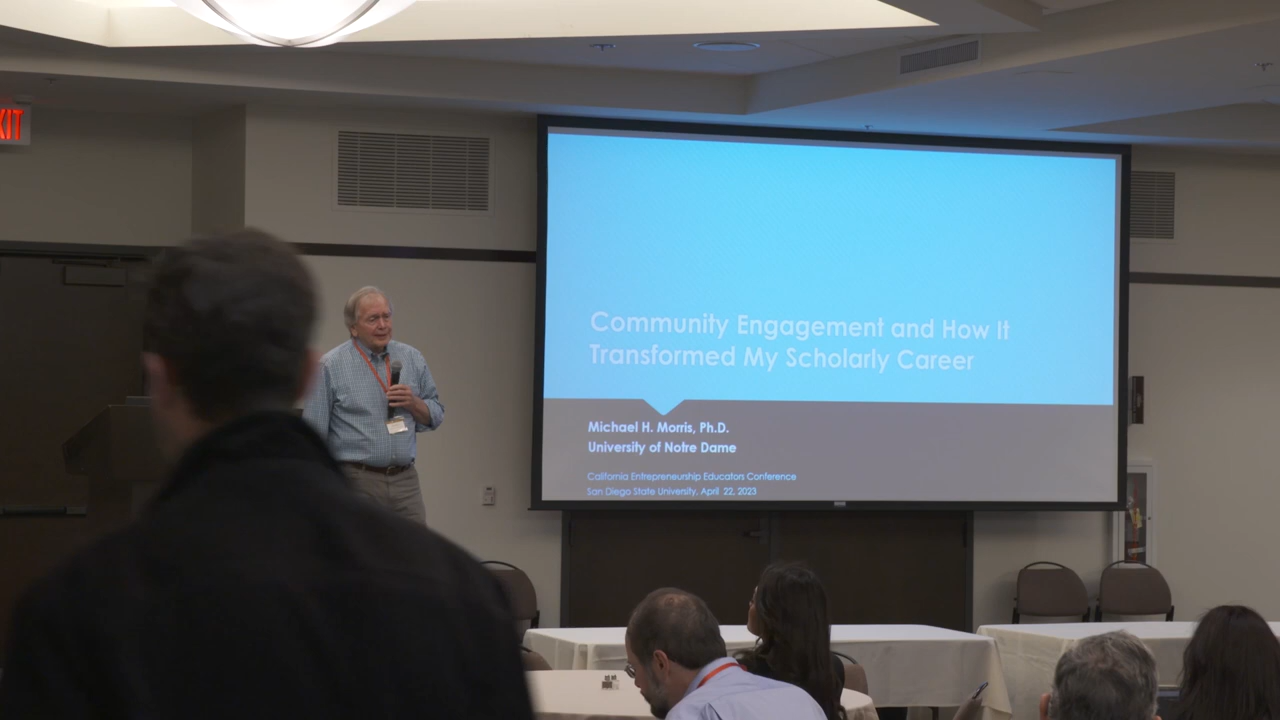 XIT
Community Engagement and How It
Transformed My Scholarly Career
Michael H. Morris, Ph.D.
University of Notre Dame
California Entrepreneurship Educators Conference
San Diego State University, April 22, 2023